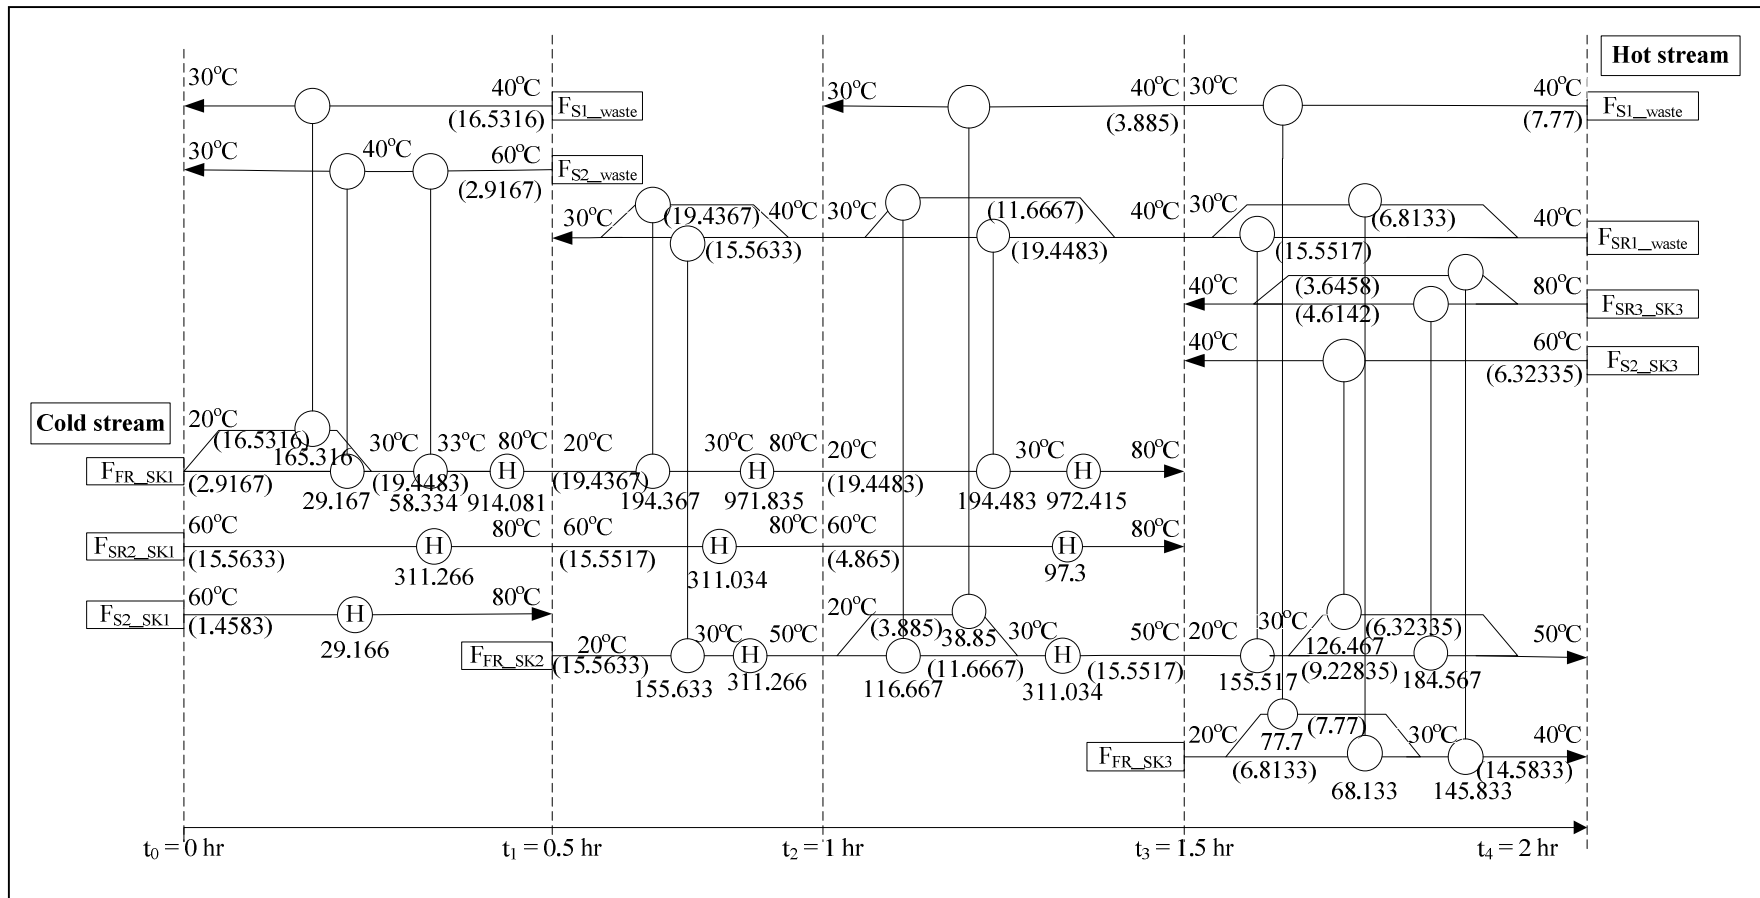 Hot stream
30°C 40°C 30°C 40°C 30°C 40°C
F_S1_waste F_S1_waste
(16.5316) (3.885) (7.77)
30°C 40°C 60°C
F_S2_waste
(2.9167)
30°C (19.4367) 40°C 30°C (11.6667) 40°C 30°C (6.8133) 40°C
F_SR1_waste
(15.5633) (19.4483) (15.5517)
40°C (3.6458) 80°C
F_SR3_SK3
(4.6142)
40°C 60°C
F_S2_SK3
(6.32335)
Cold stream
20°C (16.5316) 30°C 33°C 80°C 20°C 30°C 80°C 20°C 30°C 80°C
165.316
F_FR_SK1 H H H
(2.9167) (19.4483) (19.4367) (19.4483)
29.167 58.334 914.081 194.367 971.835 194.483 972.415
60°C 80°C 60°C 80°C 60°C 80°C
F_SR2_SK1 H H H
(15.5633) (15.5517) (4.865)
311.266 311.034 97.3
60°C 80°C
F_S2_SK1 H
(1.4583)
29.166
20°C (3.885) 38.85 30°C 126.467 (6.32335)
20°C 30°C 50°C 30°C 50°C 20°C 50°C
F_FR_SK2 H H
(15.5633) (11.6667) (15.5517) (9.22835)
155.633 311.266 116.667 311.034 155.517 184.567
20°C 77.7 (7.77) 30°C 40°C
F_FR_SK3
(6.8133) (14.5833)
68.133 145.833
t₀ = 0 hr t₁ = 0.5 hr t₂ = 1 hr t₃ = 1.5 hr t₄ = 2 hr